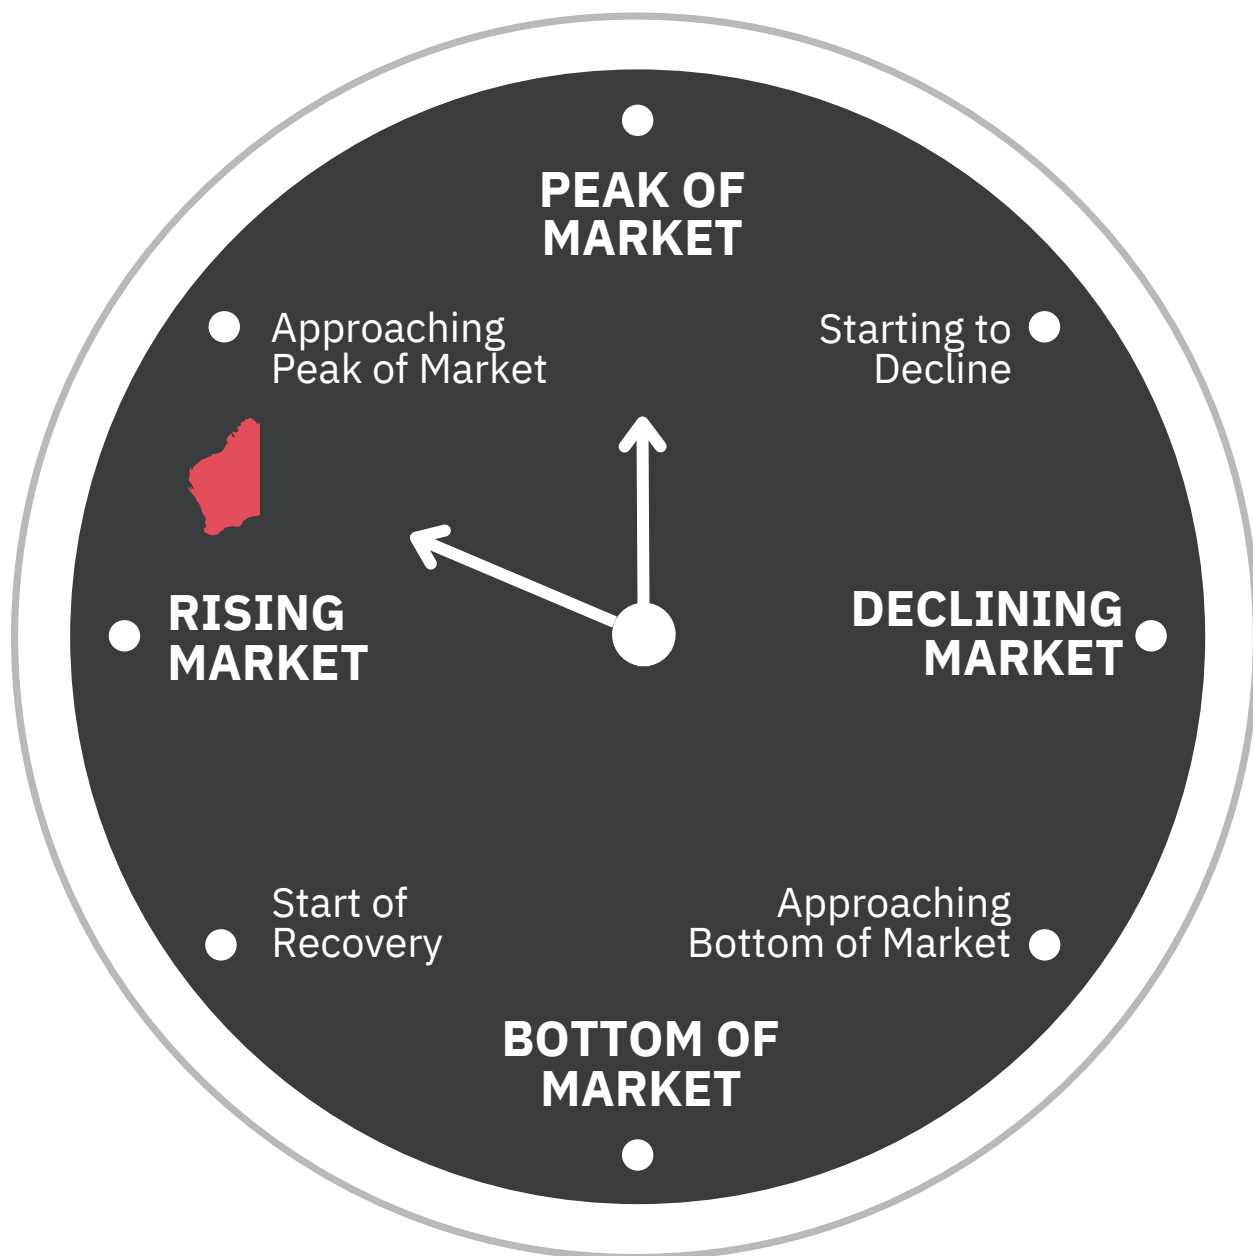 PEAK OF
MARKET
Approaching
Peak of Market
Starting to
Decline
RISING
MARKET
DECLINING
MARKET
Start of
Recovery
Approaching
Bottom of Market
BOTTOM OF
MARKET